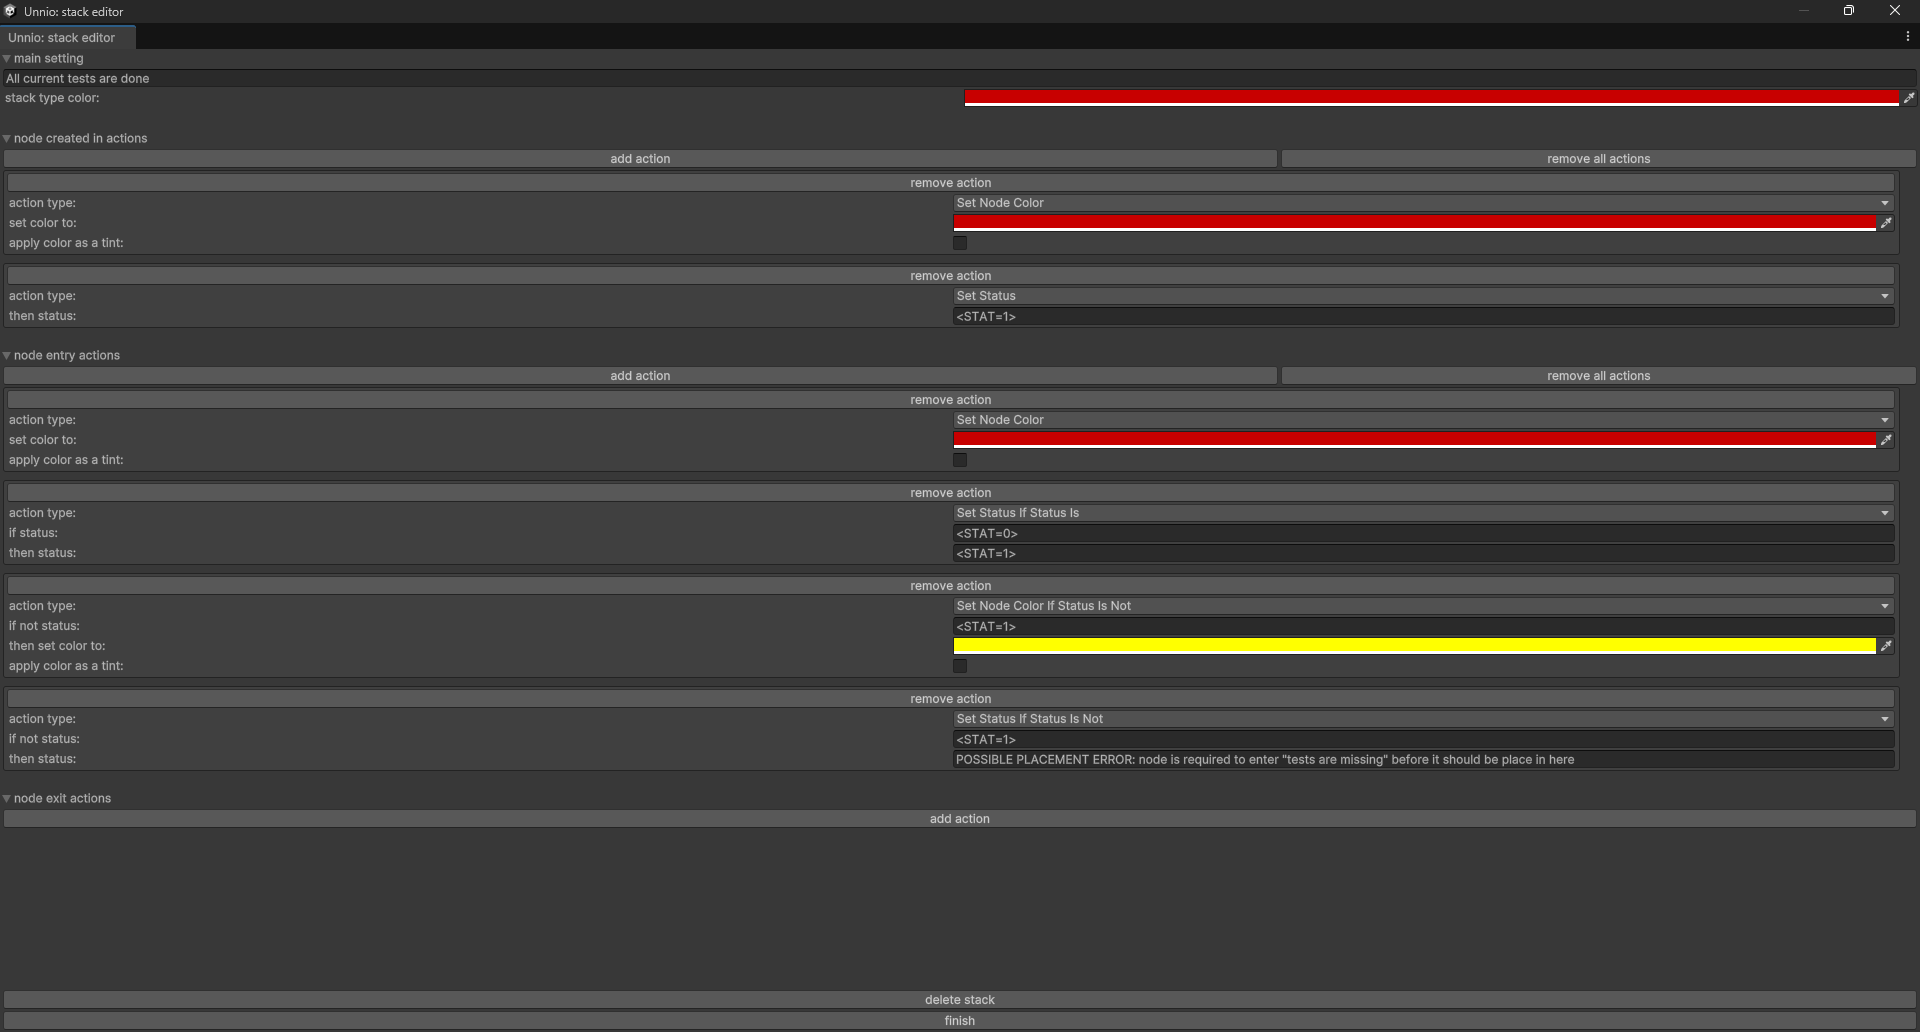 Unnio: stack editor
Unnio: stack editor
main setting
All current tests are done
stack type color:
node created in actions
add action remove all actions
remove action
action type: Set Node Color
set color to:
apply color as a tint:
remove action
action type: Set Status
then status: <STAT=1>
node entry actions
add action remove all actions
remove action
action type: Set Node Color
set color to:
apply color as a tint:
remove action
action type: Set Status If Status Is
if status: <STAT=0>
then status: <STAT=1>
remove action
action type: Set Node Color If Status Is Not
if not status: <STAT=1>
then set color to:
apply color as a tint:
remove action
action type: Set Status If Status Is Not
if not status: <STAT=1>
then status: POSSIBLE PLACEMENT ERROR: node is required to enter "tests are missing" before it should be place in here
node exit actions
add action
delete stack
finish